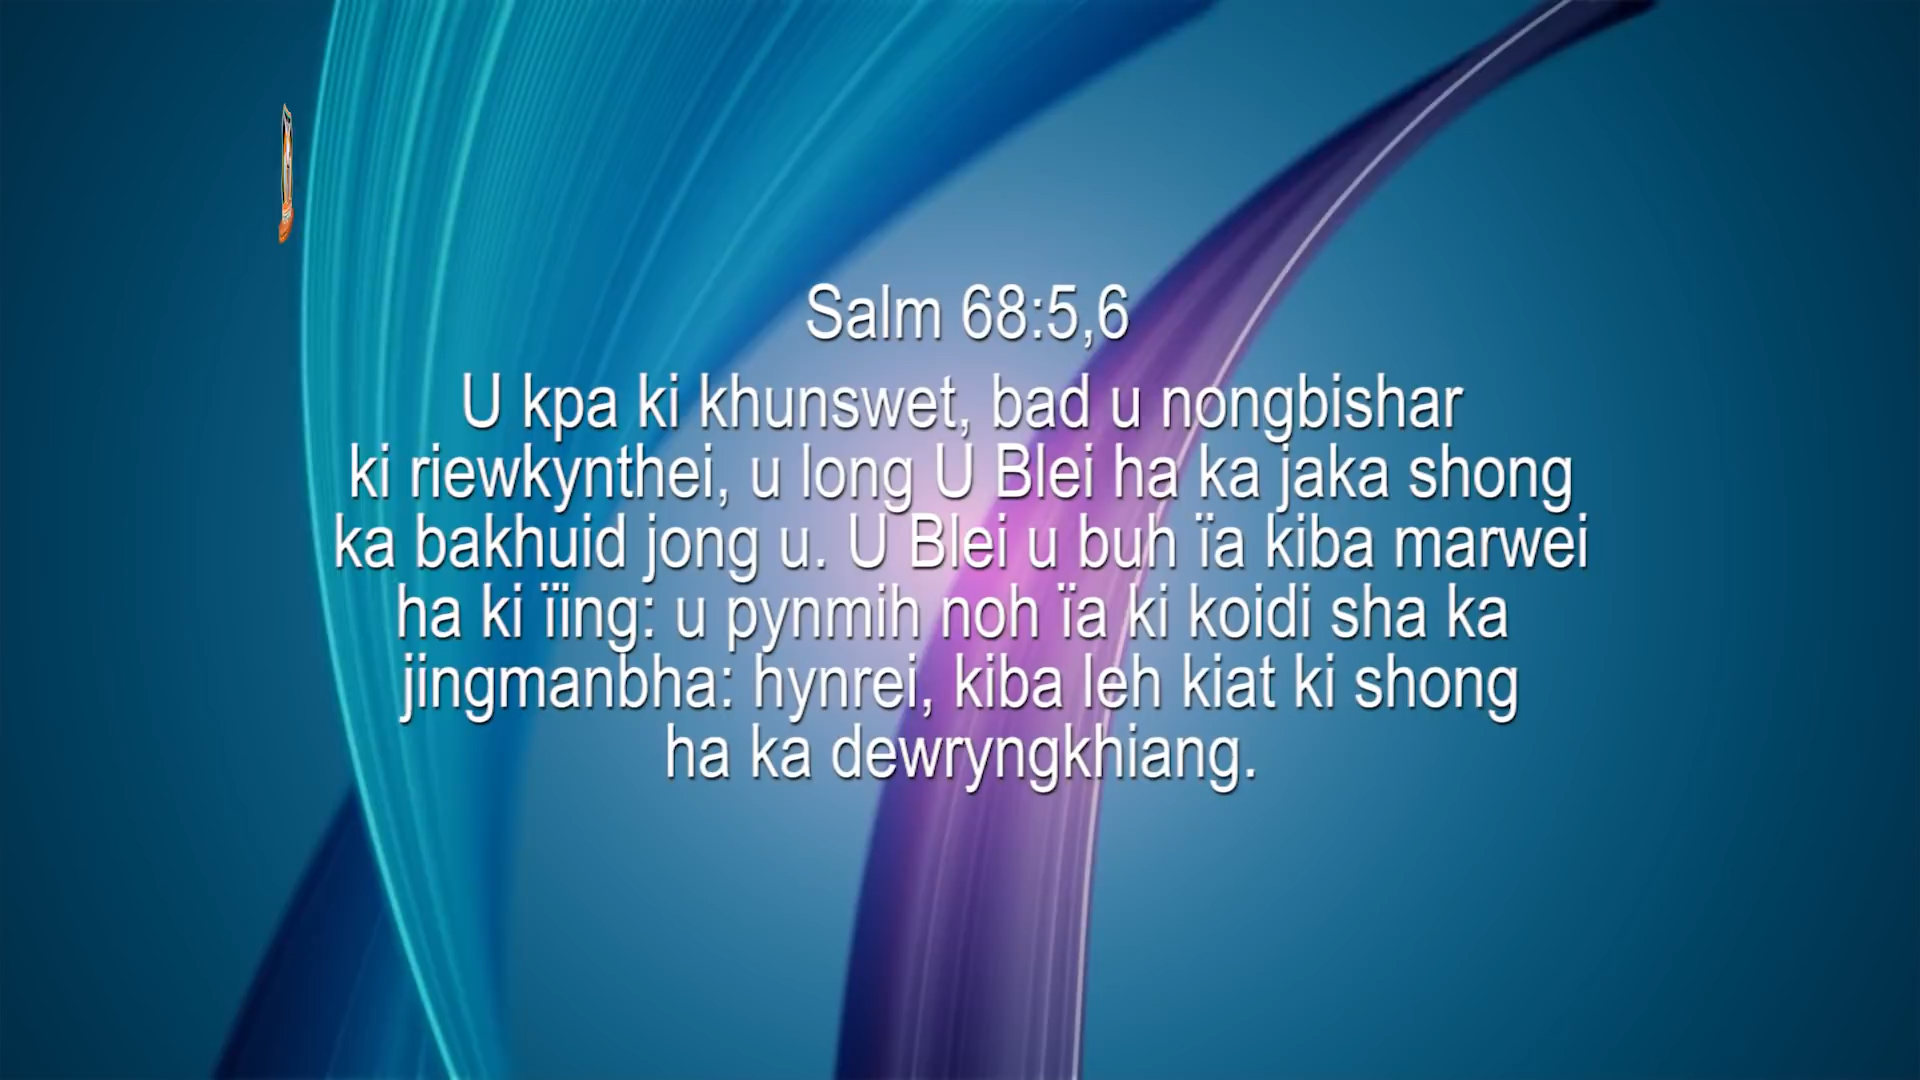 Salm 68:5,6
U kpa ki khunswet, bad u nongbishar
ki riewkynthei, u long U Blei ha ka jaka shong
ka bakhuid jong u. U Blei u buh ïa kiba marwei
ha ki ïing: u pynmih noh ïa ki koidi sha ka
jingmanbha: hynrei, kiba leh kiat ki shong
ha ka dewryngkhiang.